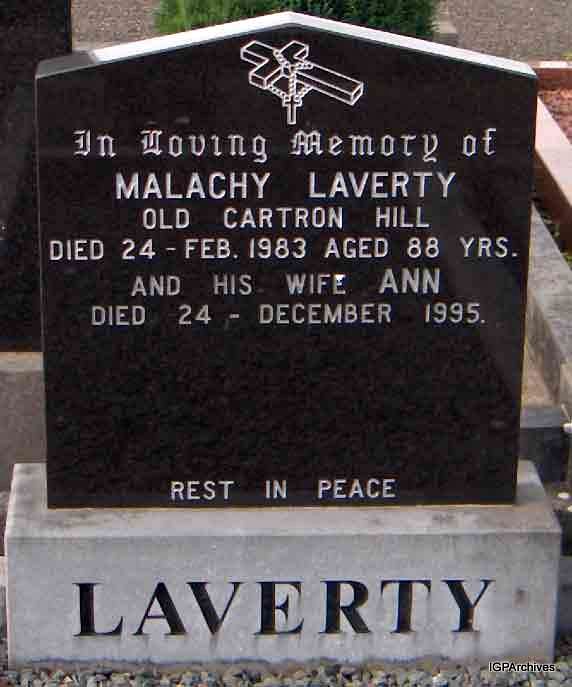 In Loving Memory of
MALACHY LAVERTY
OLD CARTRON HILL
DIED 24 - FEB. 1983 AGED 88 YRS.
AND HIS WIFE ANN
DIED 24 - DECEMBER 1995.
REST IN PEACE
LAVERTY
IGPArchives